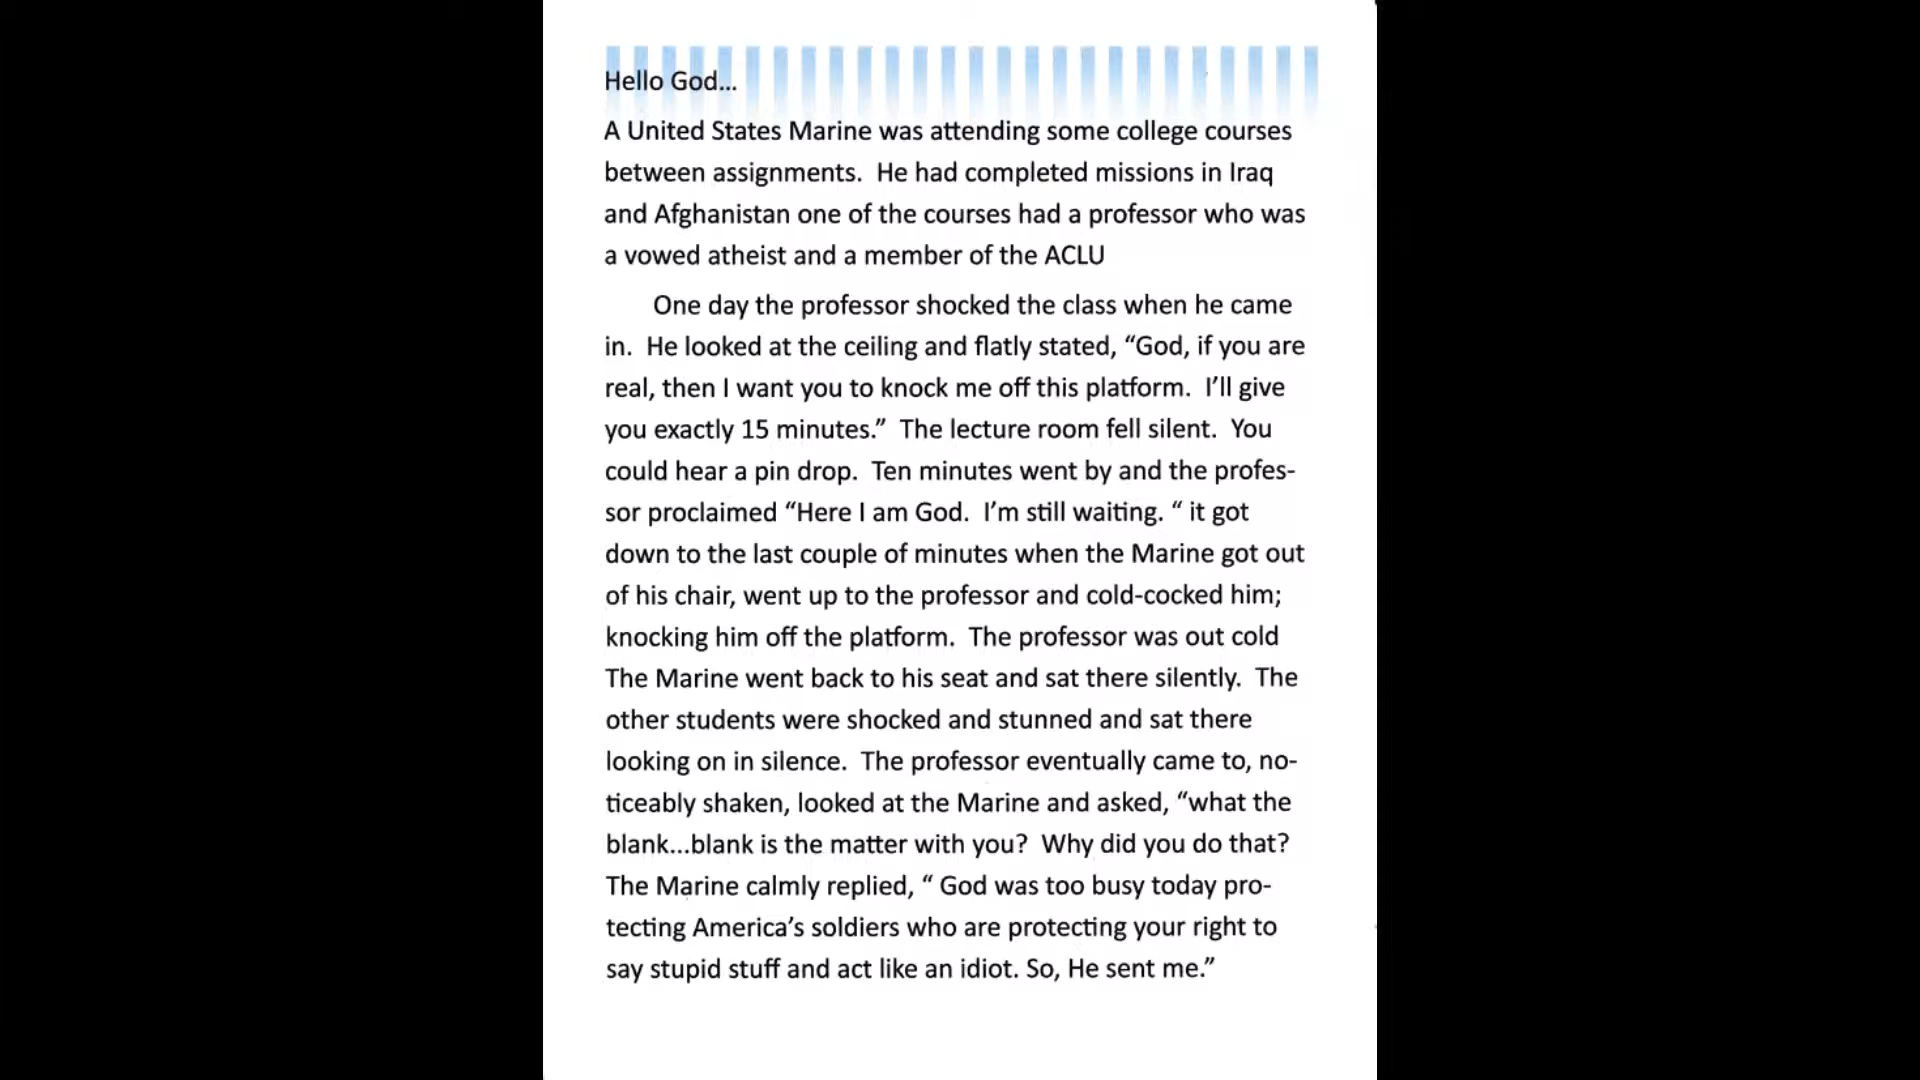 Hello God...
A United States Marine was attending some college courses
between assignments.  He had completed missions in Iraq
and Afghanistan one of the courses had a professor who was
a vowed atheist and a member of the ACLU
One day the professor shocked the class when he came
in.  He looked at the ceiling and flatly stated, “God, if you are
real, then I want you to knock me off this platform.  I’ll give
you exactly 15 minutes.”  The lecture room fell silent.  You
could hear a pin drop.  Ten minutes went by and the profes-
sor proclaimed “Here I am God.  I’m still waiting. “ it got
down to the last couple of minutes when the Marine got out
of his chair, went up to the professor and cold-cocked him;
knocking him off the platform.  The professor was out cold
The Marine went back to his seat and sat there silently.  The
other students were shocked and stunned and sat there
looking on in silence.  The professor eventually came to, no-
ticeably shaken, looked at the Marine and asked, “what the
blank...blank is the matter with you?  Why did you do that?
The Marine calmly replied, “ God was too busy today pro-
tecting America’s soldiers who are protecting your right to
say stupid stuff and act like an idiot. So, He sent me.”